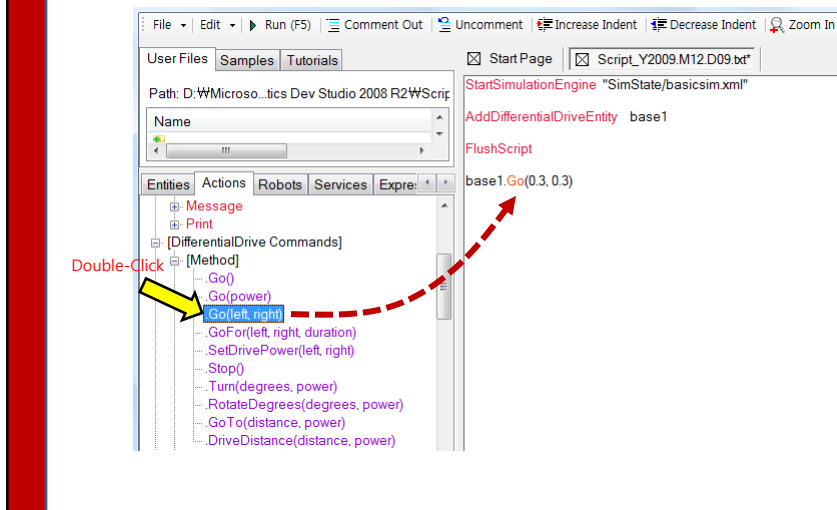 File Edit Run (F5) Comment Out Uncomment Increase Indent Decrease Indent Zoom In
User Files Samples Tutorials
Start Page Script_Y2009.M12.D09.txt*
Path: D:₩Microso...tics Dev Studio 2008 R2₩Scrip
Name
StartSimulationEngine "SimState/basicsim.xml"
AddDifferentialDriveEntity base1
FlushScript
base1.Go(0.3, 0.3)
Entities Actions Robots Services Expre
Message
Print
[DifferentialDrive Commands]
[Method]
Double-Click
.Go()
.Go(power)
.Go(left, right)
.GoFor(left, right, duration)
.SetDrivePower(left, right)
.Stop()
.Turn(degrees, power)
.RotateDegrees(degrees, power)
.GoTo(distance, power)
.DriveDistance(distance, power)